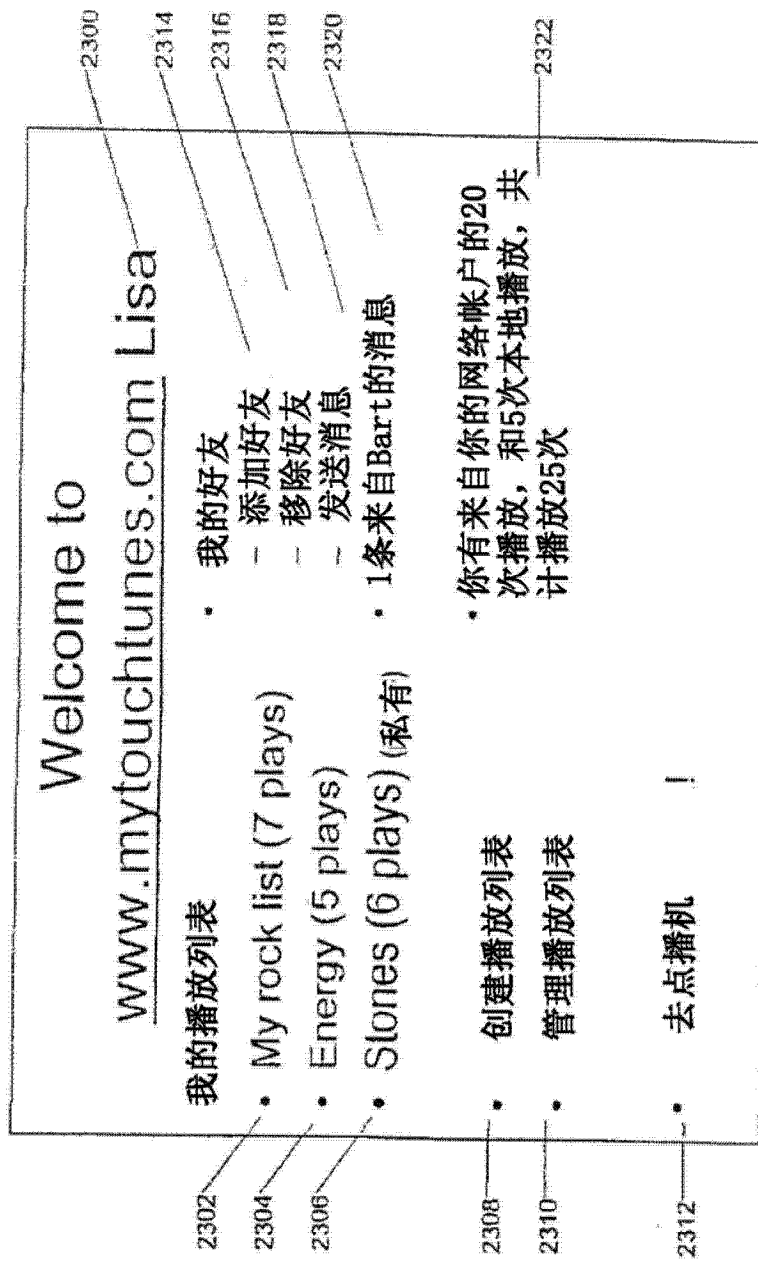 Welcome to
www.mytouchtunes.com Lisa
我的播放列表
• My rock list (7 plays)
• Energy (5 plays)
• Stones (6 plays) (私有)
• 创建播放列表
• 管理播放列表
• 去点播机 !
• 我的好友
– 添加好友
– 移除好友
~ 发送消息
• 1条来自Bart的消息
• 你有来自你的网络帐户的20
次播放，和5次本地播放，共
计播放25次
2300
2314
2316
2318
2320
2322
2302
2304
2306
2308
2310
2312